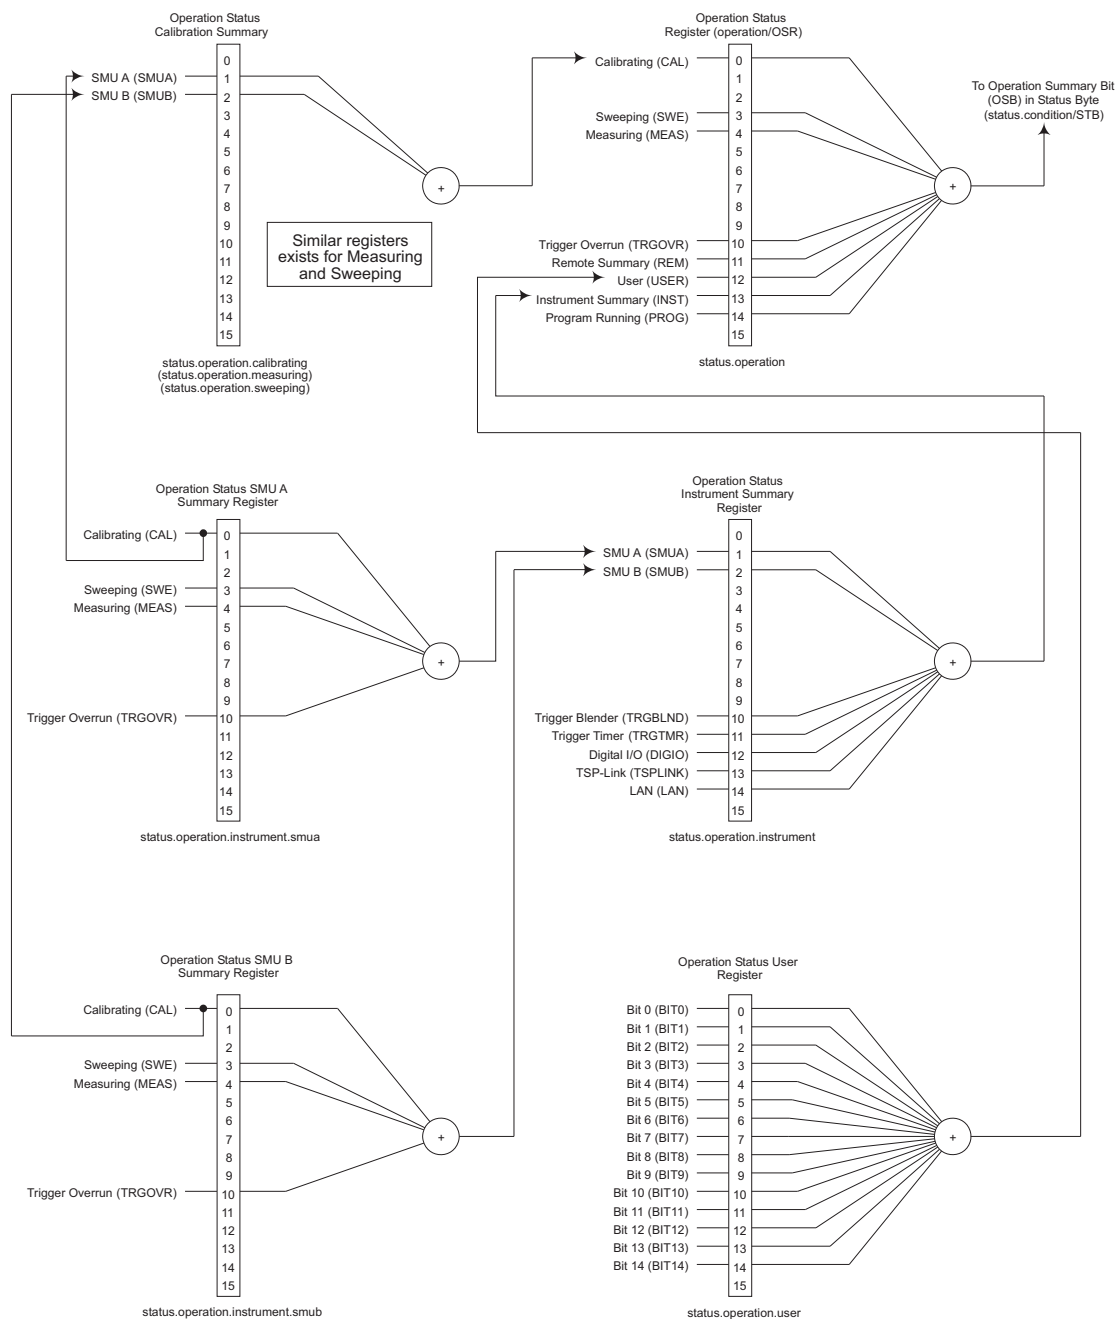 Operation Status
Calibration Summary
SMU A (SMUA)
SMU B (SMUB)
0
1
2
3
4
5
6
7
8
9
10
11
12
13
14
15
+
Similar registers
exists for Measuring
and Sweeping
status.operation.calibrating
(status.operation.measuring)
(status.operation.sweeping)
Operation Status
Register (operation/OSR)
Calibrating (CAL)
Sweeping (SWE)
Measuring (MEAS)
Trigger Overrun (TRGOVR)
Remote Summary (REM)
User (USER)
Instrument Summary (INST)
Program Running (PROG)
0
1
2
3
4
5
6
7
8
9
10
11
12
13
14
15
+
status.operation
To Operation Summary Bit
(OSB) in Status Byte
(status.condition/STB)
Operation Status SMU A
Summary Register
Calibrating (CAL)
Sweeping (SWE)
Measuring (MEAS)
Trigger Overrun (TRGOVR)
0
1
2
3
4
5
6
7
8
9
10
11
12
13
14
15
+
status.operation.instrument.smua
Operation Status
Instrument Summary
Register
SMU A (SMUA)
SMU B (SMUB)
Trigger Blender (TRGBLND)
Trigger Timer (TRGTMR)
Digital I/O (DIGIO)
TSP-Link (TSPLINK)
LAN (LAN)
0
1
2
3
4
5
6
7
8
9
10
11
12
13
14
15
+
status.operation.instrument
Operation Status SMU B
Summary Register
Calibrating (CAL)
Sweeping (SWE)
Measuring (MEAS)
Trigger Overrun (TRGOVR)
0
1
2
3
4
5
6
7
8
9
10
11
12
13
14
15
+
status.operation.instrument.smub
Operation Status User
Register
Bit 0 (BIT0)
Bit 1 (BIT1)
Bit 2 (BIT2)
Bit 3 (BIT3)
Bit 4 (BIT4)
Bit 5 (BIT5)
Bit 6 (BIT6)
Bit 7 (BIT7)
Bit 8 (BIT8)
Bit 9 (BIT9)
Bit 10 (BIT10)
Bit 11 (BIT11)
Bit 12 (BIT12)
Bit 13 (BIT13)
Bit 14 (BIT14)
0
1
2
3
4
5
6
7
8
9
10
11
12
13
14
15
+
status.operation.user